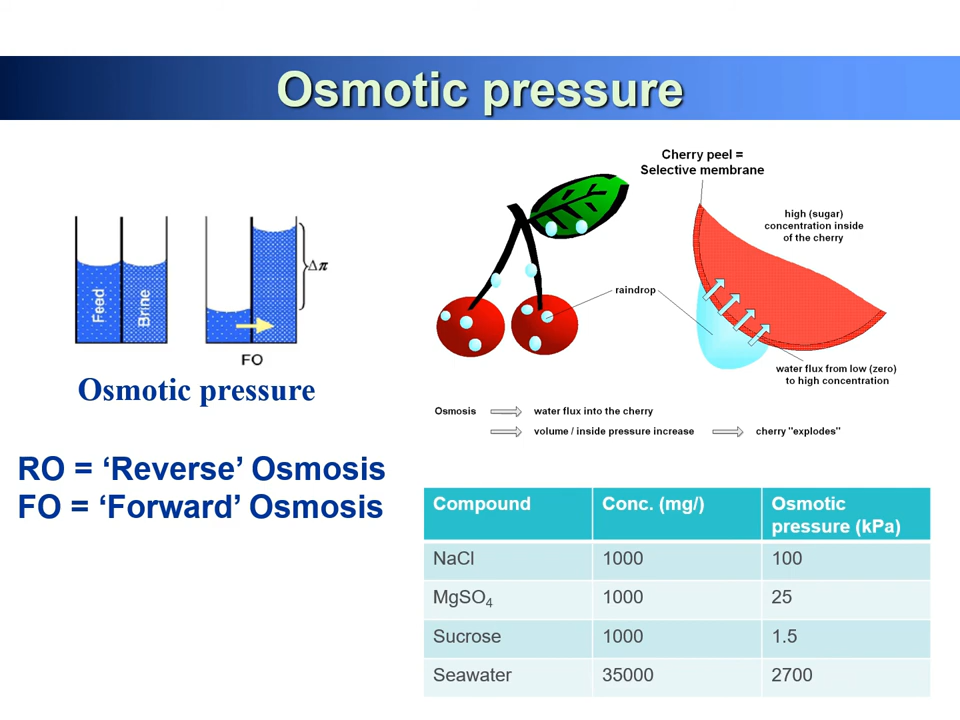 Osmotic pressure
Feed
Brine
Δπ
FO
Osmotic pressure
RO = ‘Reverse’ Osmosis
FO = ‘Forward’ Osmosis
Cherry peel =
Selective membrane
high (sugar)
concentration inside
of the cherry
raindrop
water flux from low (zero)
to high concentration
Osmosis water flux into the cherry
volume / inside pressure increase cherry "explodes"
Compound Conc. (mg/) Osmotic
pressure (kPa)
NaCl 1000 100
MgSO₄ 1000 25
Sucrose 1000 1.5
Seawater 35000 2700